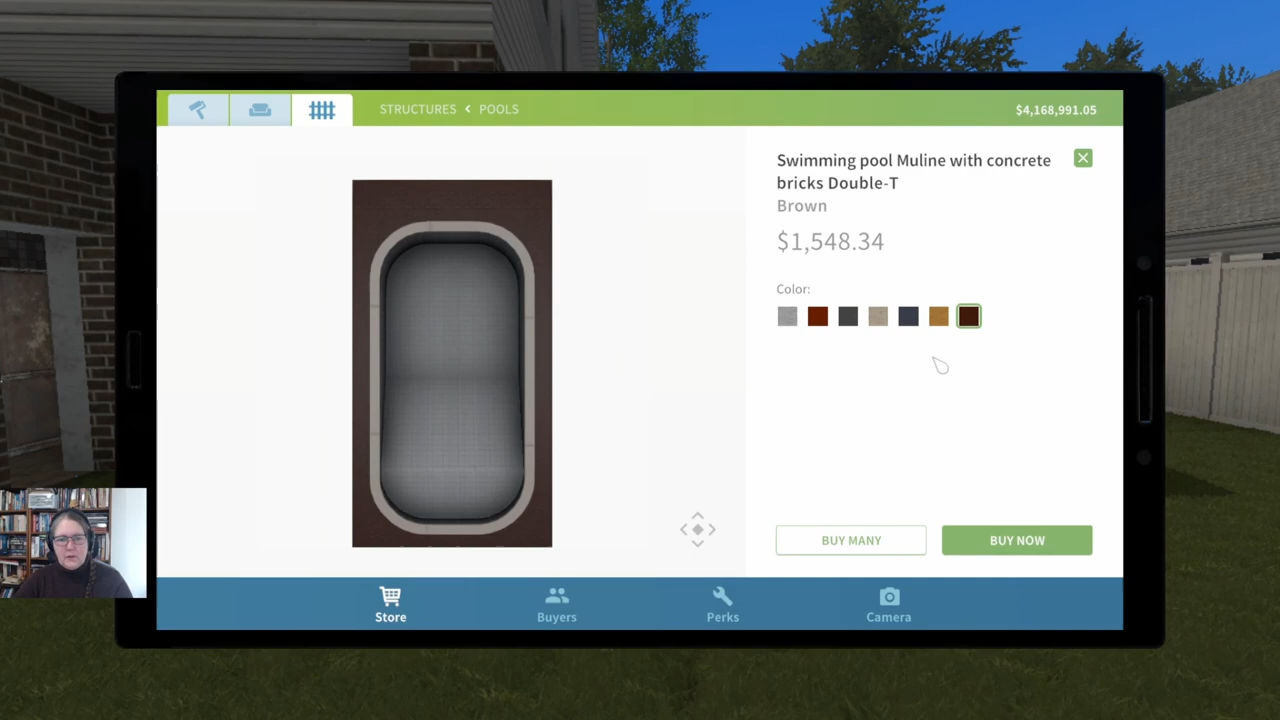 STRUCTURES < POOLS
$4,168,991.05
Swimming pool Muline with concrete
bricks Double-T
Brown
$1,548.34
Color:
BUY MANY
BUY NOW
Store
Buyers
Perks
Camera